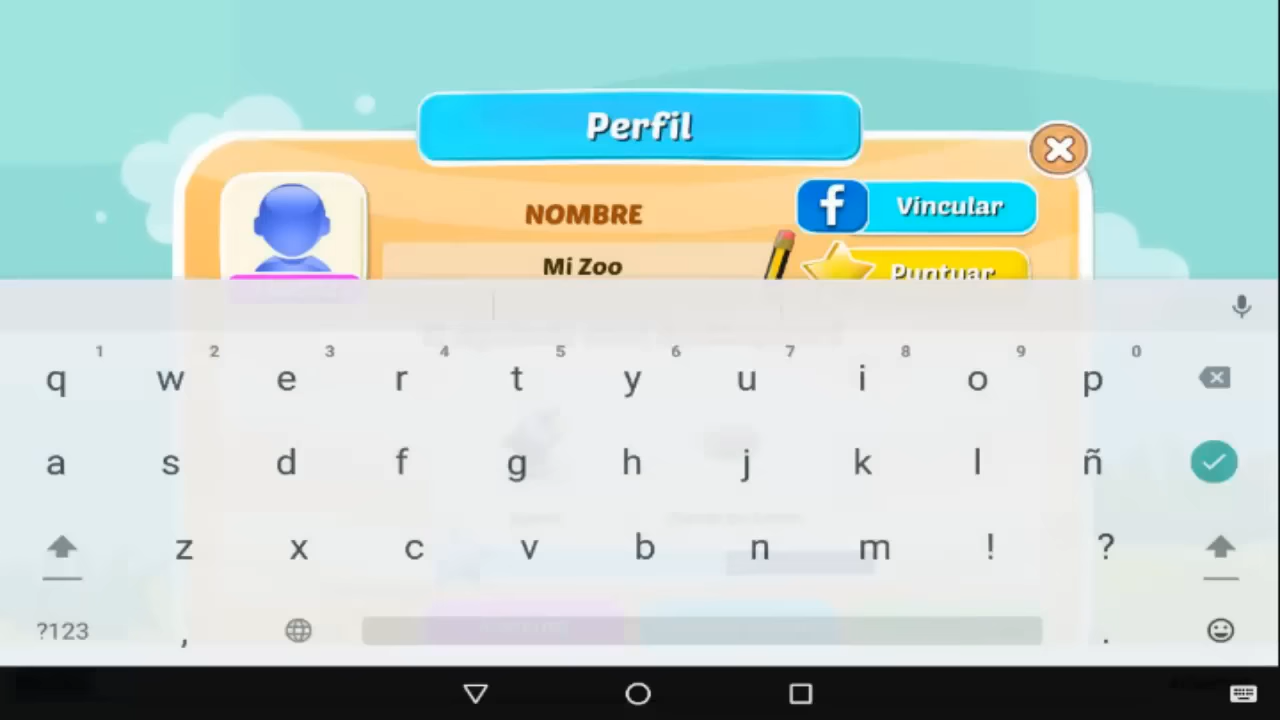 Perfil
NOMBRE
Vincular
Mi Zoo
Puntuar
1 2 3 4 5 6 7 8 9 0
q w e r t y u i o p
a s d f g h j k l ñ
z x c v b n m ! ?
?123 , .